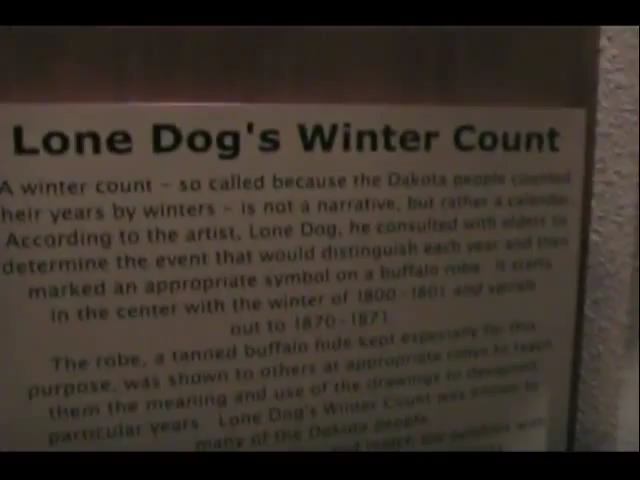 Lone Dog's Winter Count
A winter count - so called because the Dakota people counted
heir years by winters - is not a narrative, but rather a calendar
According to the artist, Lone Dog, he consulted with elders to
determine the event that would distinguish each year and then
marked an appropriate symbol on a buffalo robe. It starts
in the center with the winter of 1800-1801 and spirals
out to 1870-1871
The robe, a tanned buffalo hide kept especially for this
purpose, was shown to others at appropriate times to teach
them the meaning and use of the drawings to
particular years. Lone Dog's Winter Count was known by
many of the Dakota people